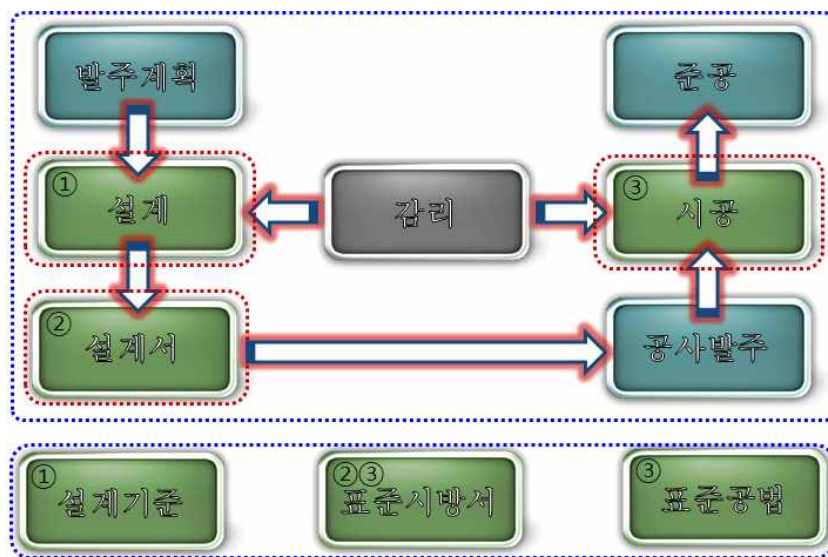 발주계획
준공
①
설계
감리
③
시공
②
설계서
공사발주
①
설계기준
②③
표준시방서
③
표준공법